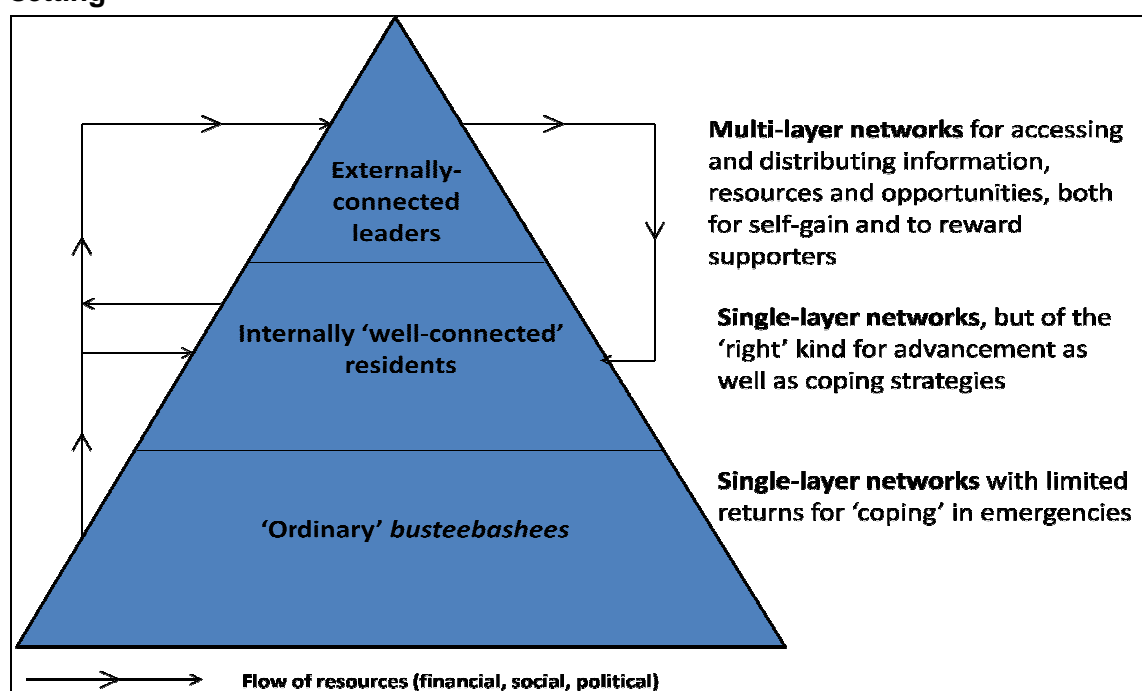 setting
Externally-
connected
leaders
Multi-layer networks for accessing
and distributing information,
resources and opportunities, both
for self-gain and to reward
supporters
Internally ‘well-connected’
residents
Single-layer networks, but of the
‘right’ kind for advancement as
well as coping strategies
‘Ordinary’ busteebashees
Single-layer networks with limited
returns for ‘coping’ in emergencies
Flow of resources (financial, social, political)